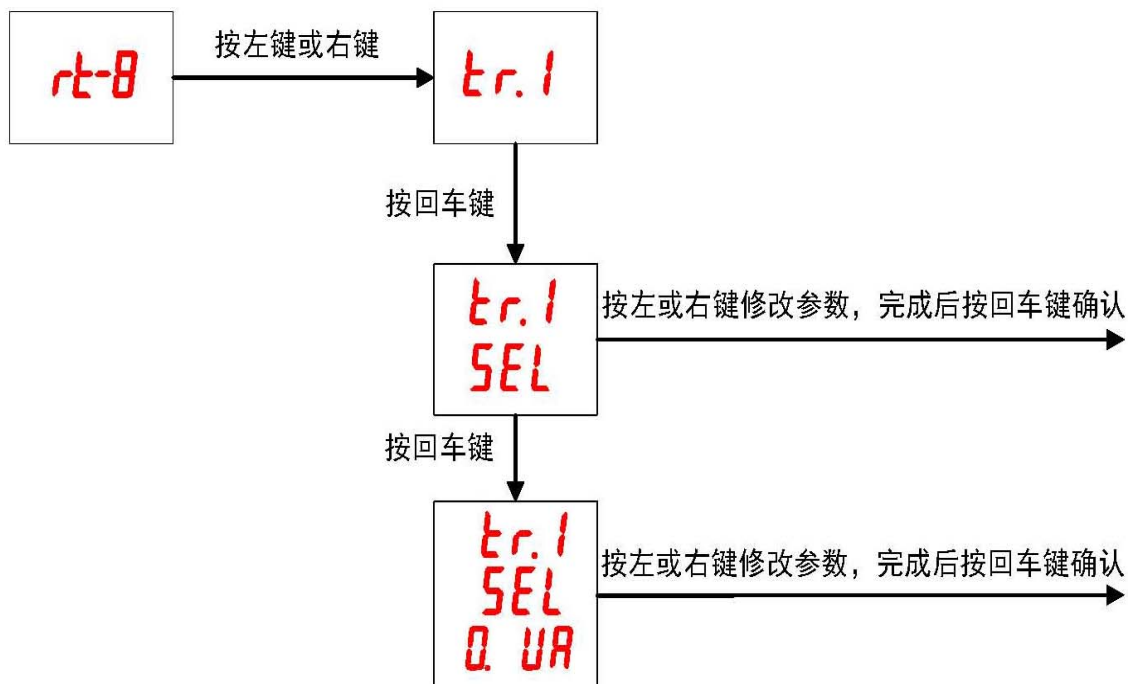 rt-8
按左键或右键
tr.1
按回车键
tr.1
SEL
按左或右键修改参数，完成后按回车键确认
按回车键
tr.1
SEL
0. UA
按左或右键修改参数，完成后按回车键确认